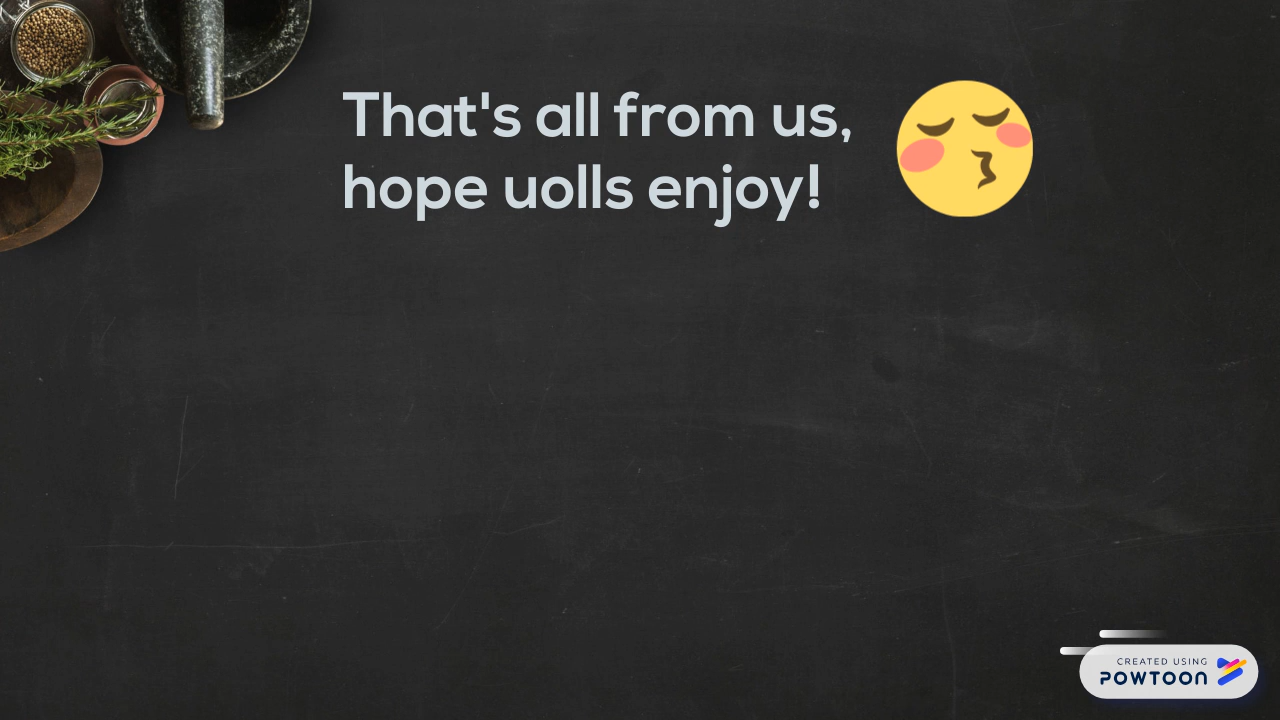 That's all from us,
hope uolls enjoy!
CREATED USING
POWTOON